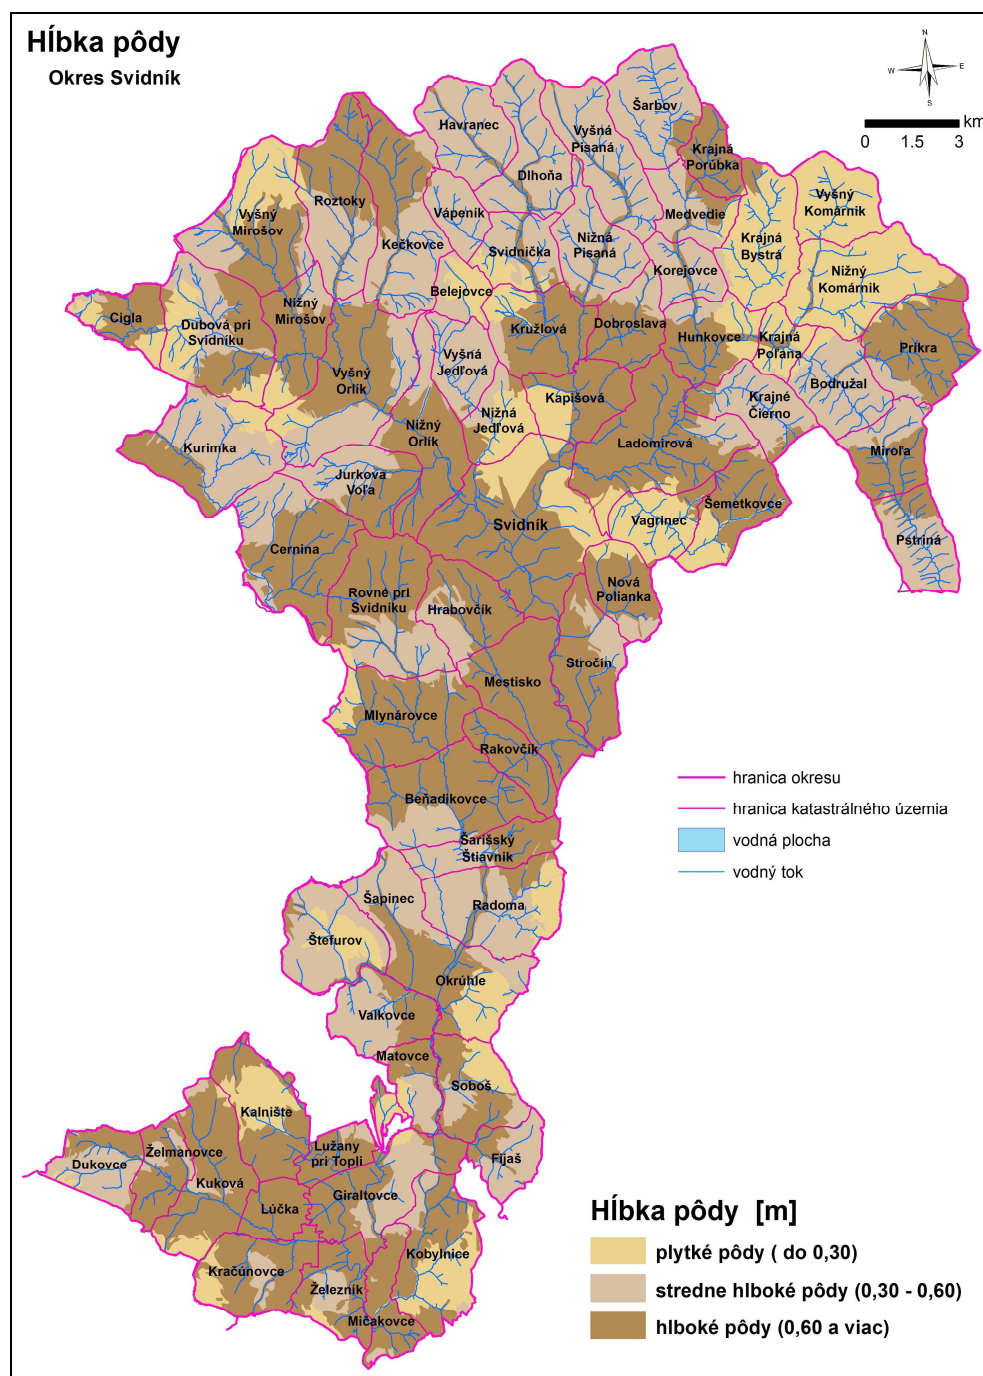 Hĺbka pôdy
Okres Svidník
N
W
E
S
km
0 1.5 3
Šarbov
Havranec
Vyšná
Pisaná
Krajná
Porúbka
Dlhoňa
Roztoky
Vyšný
Komárnik
Vyšný
Mirošov
Vápeník
Medvedie
Kečkovce
Svidnička
Nižná
Pisaná
Krajná
Bystrá
Korejovce
Nižný
Komárnik
Belejovce
Cigla
Nižný
Mirošov
Dubová pri
Svidníku
Kružlová
Dobroslava
Hunkovce
Krajná
Poľana
Príkra
Vyšná
Jedľová
Vyšný
Orlík
Bodružal
Kapišová
Krajné
Čierno
Nižná
Jedľová
Nižný
Orlík
Kurimka
Ladomirová
Miroľa
Jurkova
Voľa
Šemetkovce
Svidník
Vagrinec
Pstriná
Cernina
Nová
Polianka
Rovné pri
Svidníku
Hrabovčík
Stročín
Mestisko
Mlynárovce
Rakovčík
hranica okresu
hranica katastrálneho územia
vodná plocha
vodný tok
Beňadikovce
Šarišský
Štiavnik
Šapinec
Radoma
Štefurov
Okrúhle
Valkovce
Matovce
Soboš
Kalnište
Lužany
pri Topli
Želmanovce
Fijaš
Dukovce
Kuková
Giraltovce
Lúčka
Kobylnice
Kračúnovce
Železník
Mičakovce
Hĺbka pôdy [m]
plytké pôdy ( do 0,30)
stredne hlboké pôdy (0,30 - 0,60)
hlboké pôdy (0,60 a viac)